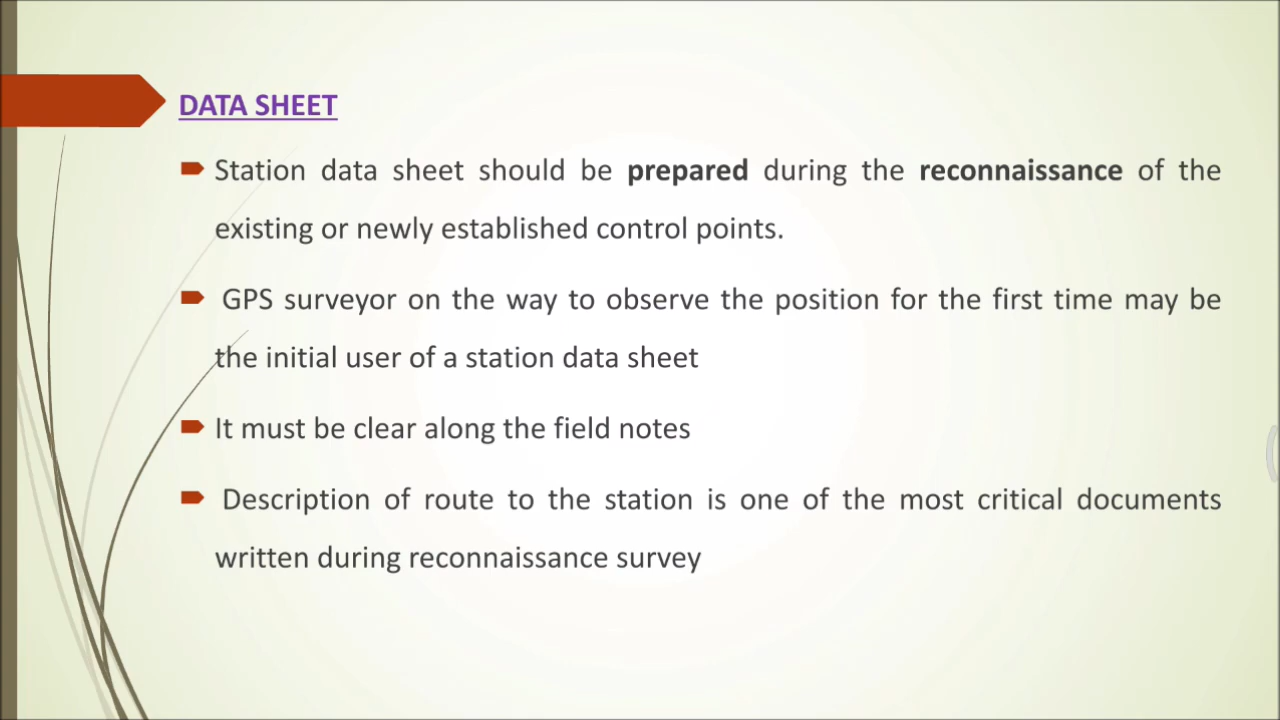 DATA SHEET
Station data sheet should be prepared during the reconnaissance of the
existing or newly established control points.
GPS surveyor on the way to observe the position for the first time may be
the initial user of a station data sheet
It must be clear along the field notes
Description of route to the station is one of the most critical documents
written during reconnaissance survey